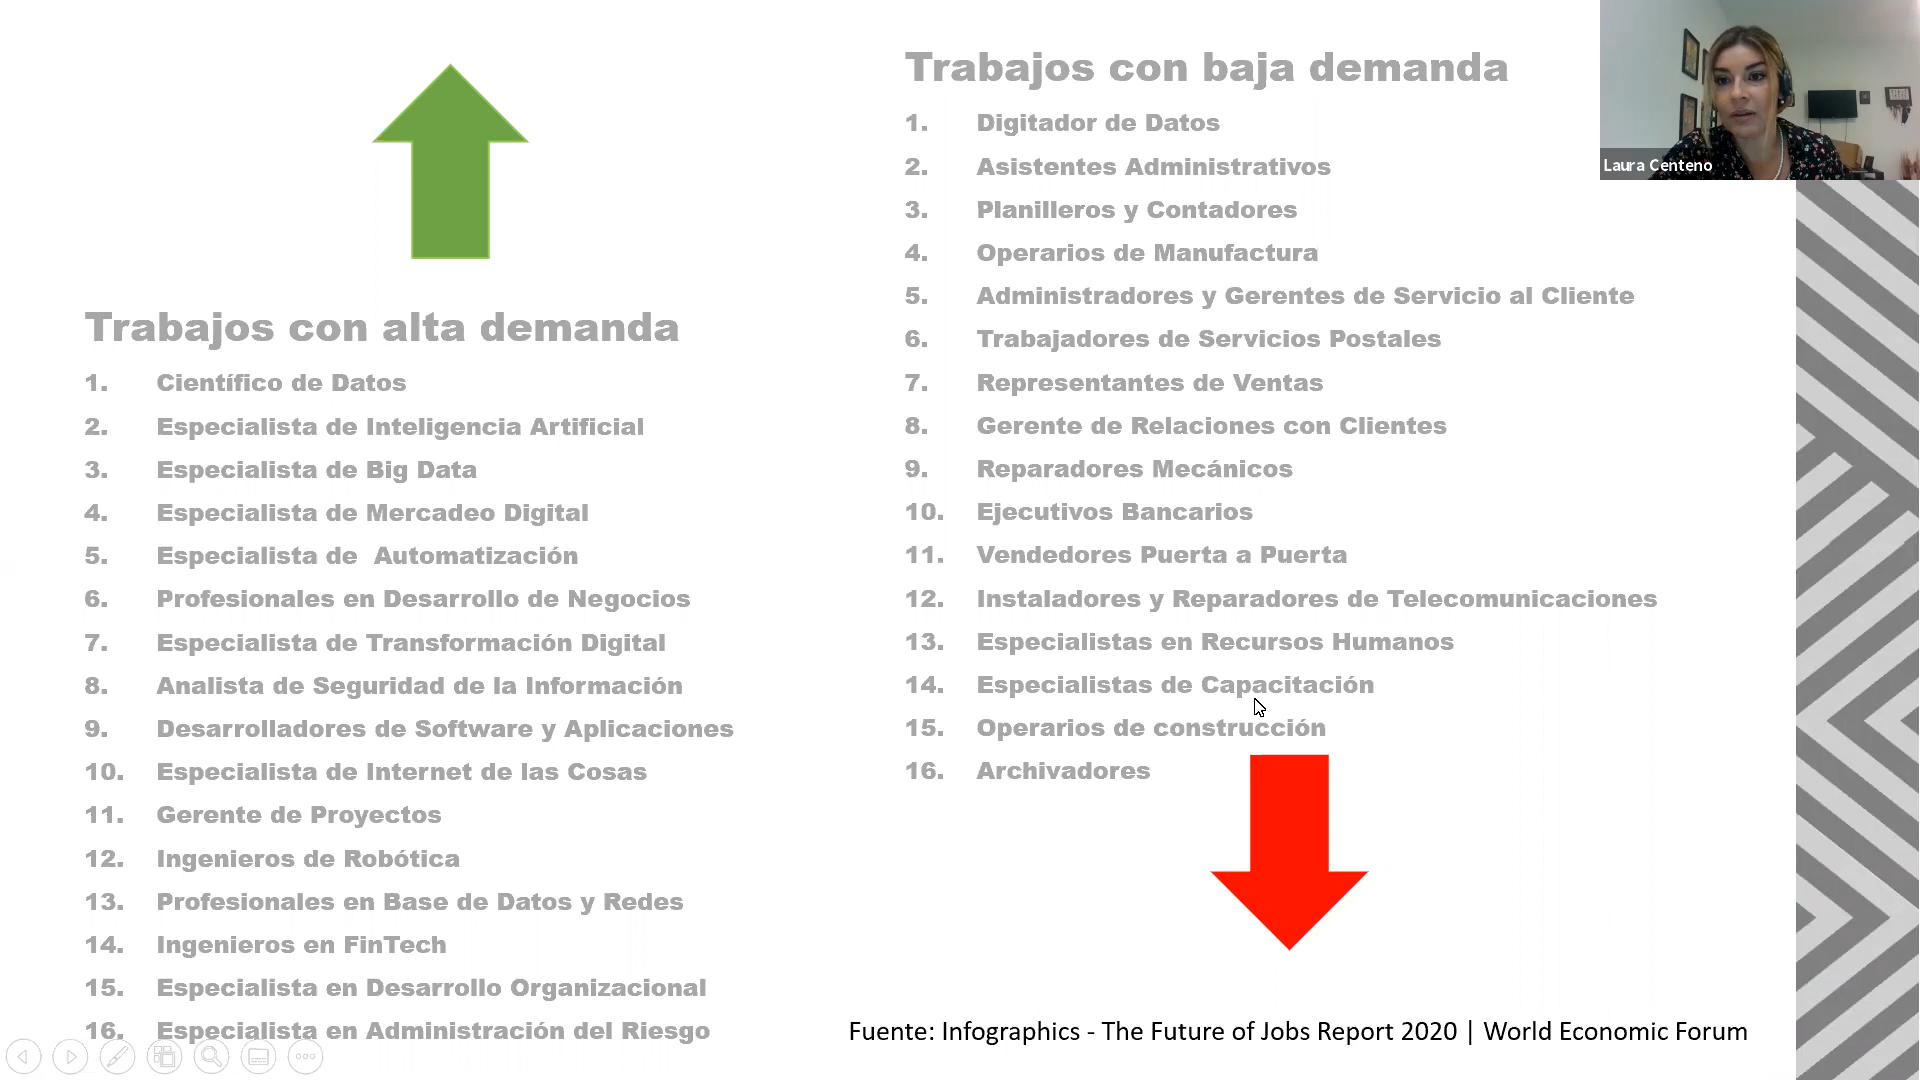 Trabajos con alta demanda
1. Científico de Datos
2. Especialista de Inteligencia Artificial
3. Especialista de Big Data
4. Especialista de Mercadeo Digital
5. Especialista de  Automatización
6. Profesionales en Desarrollo de Negocios
7. Especialista de Transformación Digital
8. Analista de Seguridad de la Información
9. Desarrolladores de Software y Aplicaciones
10. Especialista de Internet de las Cosas
11. Gerente de Proyectos
12. Ingenieros de Robótica
13. Profesionales en Base de Datos y Redes
14. Ingenieros en FinTech
15. Especialista en Desarrollo Organizacional
16. Especialista en Administración del Riesgo
Trabajos con baja demanda
1. Digitador de Datos
2. Asistentes Administrativos
3. Planilleros y Contadores
4. Operarios de Manufactura
5. Administradores y Gerentes de Servicio al Cliente
6. Trabajadores de Servicios Postales
7. Representantes de Ventas
8. Gerente de Relaciones con Clientes
9. Reparadores Mecánicos
10. Ejecutivos Bancarios
11. Vendedores Puerta a Puerta
12. Instaladores y Reparadores de Telecomunicaciones
13. Especialistas en Recursos Humanos
14. Especialistas de Capacitación
15. Operarios de construcción
16. Archivadores
Fuente: Infographics - The Future of Jobs Report 2020 | World Economic Forum
Laura Centeno